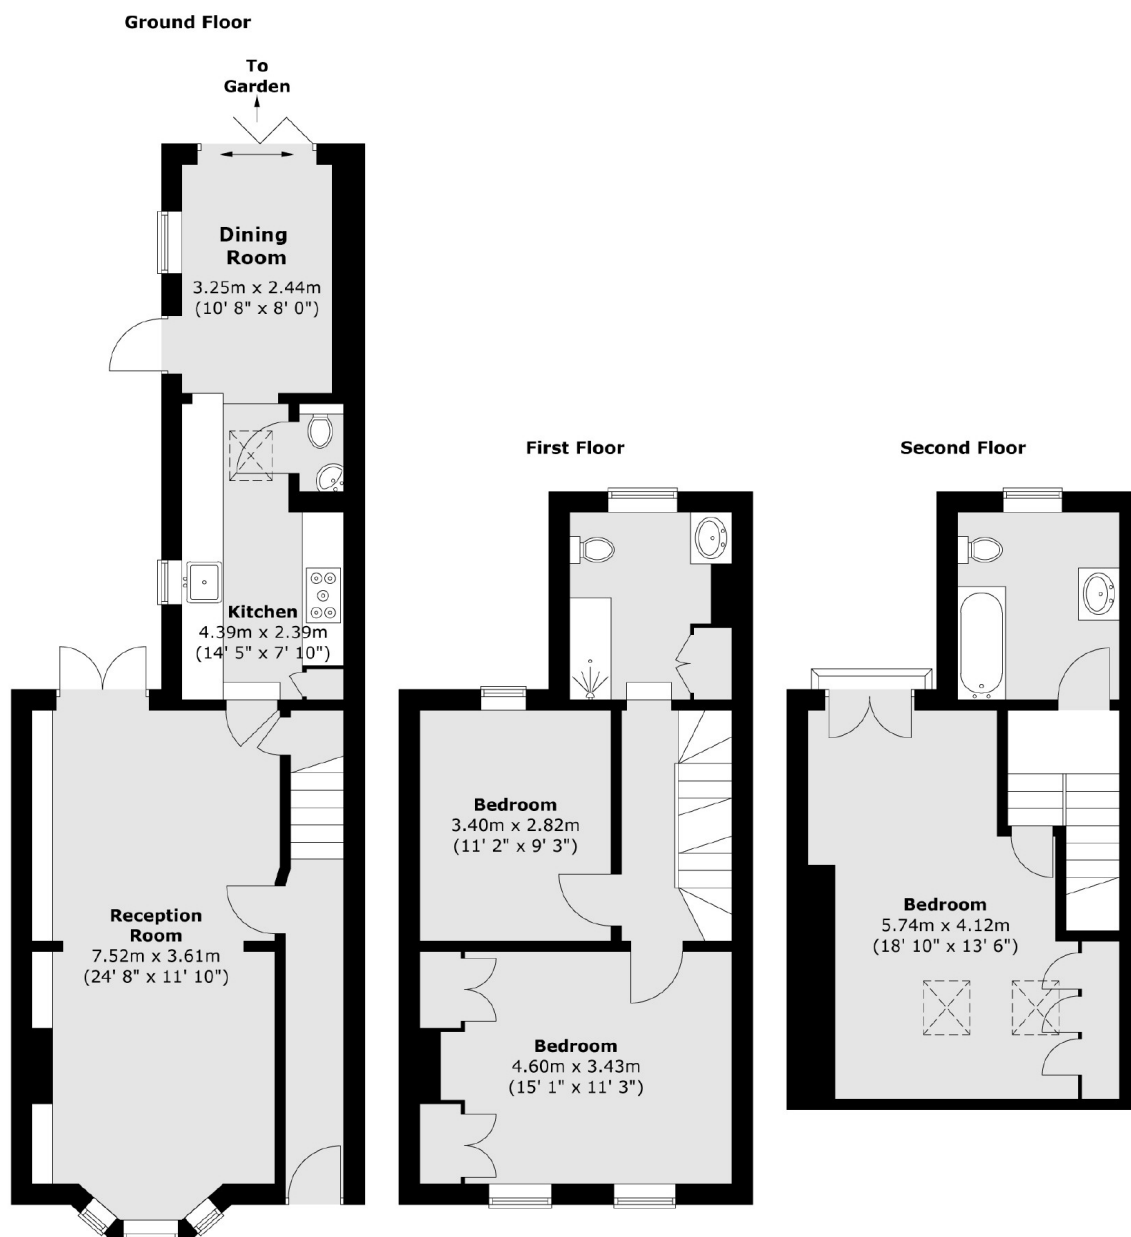 Ground Floor
To
Garden
Dining
Room
3.25m x 2.44m
(10' 8" x 8' 0")
Kitchen
4.39m x 2.39m
(14' 5" x 7' 10")
Reception
Room
7.52m x 3.61m
(24' 8" x 11' 10")
First Floor
Bedroom
3.40m x 2.82m
(11' 2" x 9' 3")
Bedroom
4.60m x 3.43m
(15' 1" x 11' 3")
Second Floor
Bedroom
5.74m x 4.12m
(18' 10" x 13' 6")